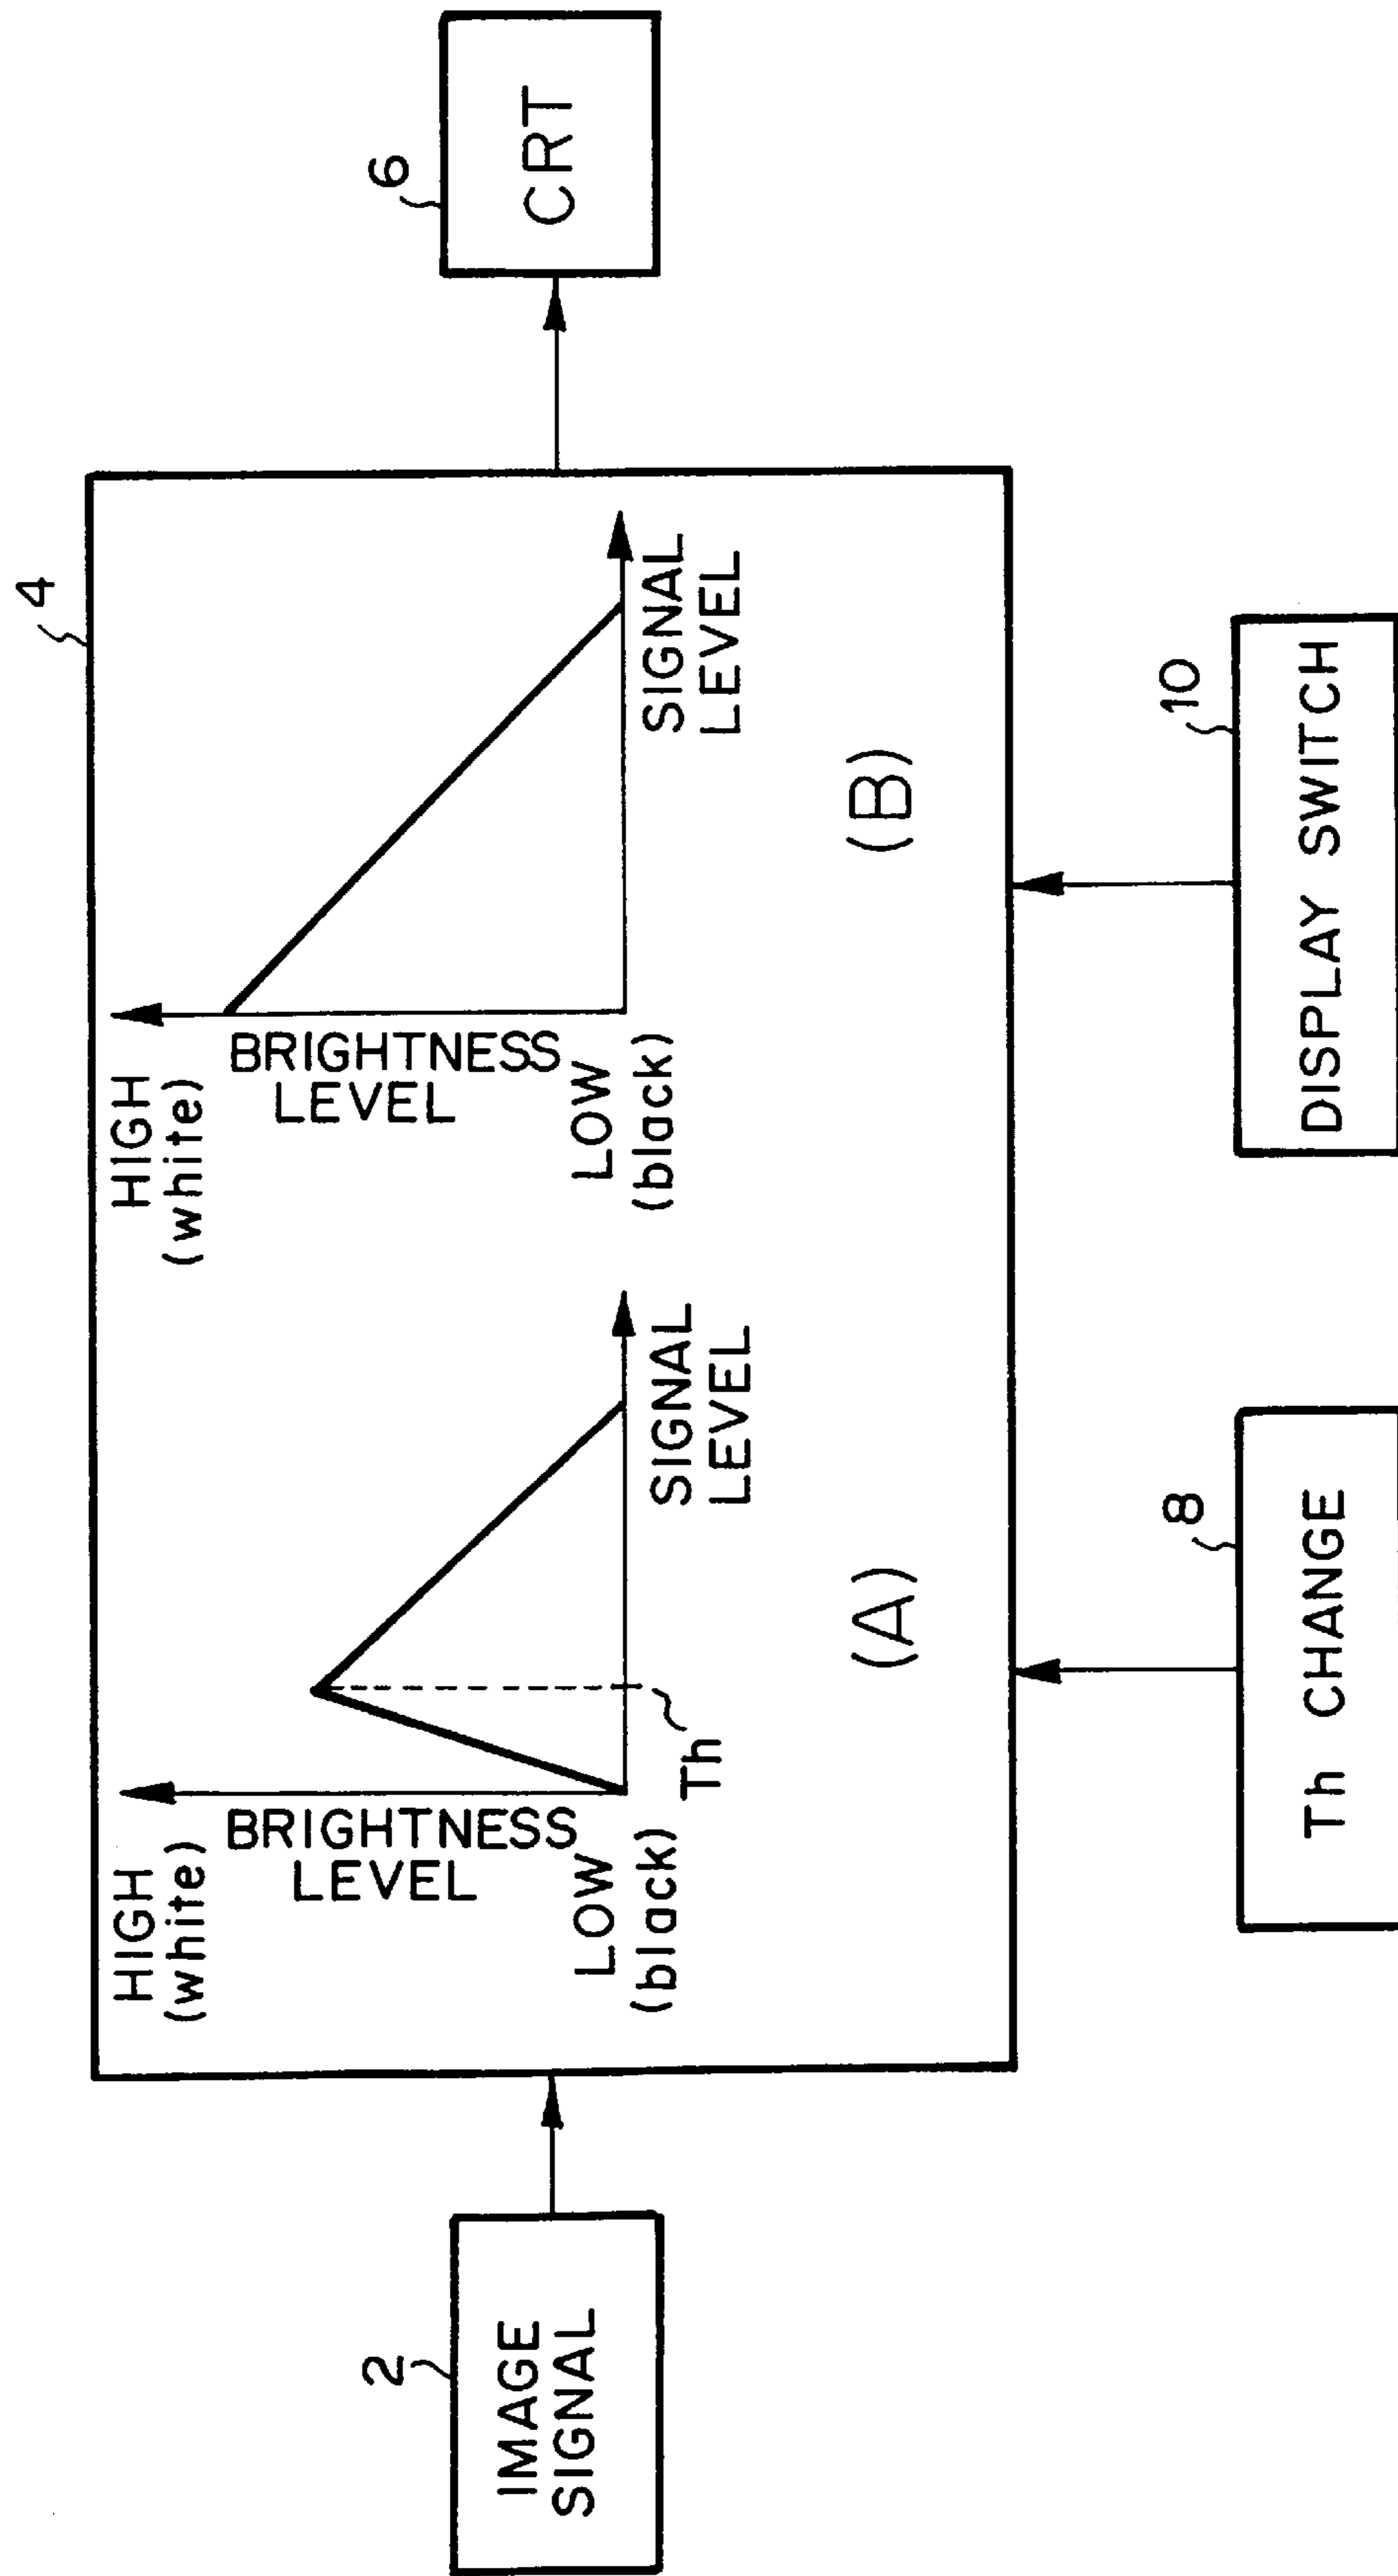 2
IMAGE
SIGNAL
4
HIGH
(white)
BRIGHTNESS
LEVEL
LOW
(black)
Th
SIGNAL
LEVEL
(A)
HIGH
(white)
BRIGHTNESS
LEVEL
LOW
(black)
SIGNAL
LEVEL
(B)
6
CRT
8
Th CHANGE
10
DISPLAY SWITCH